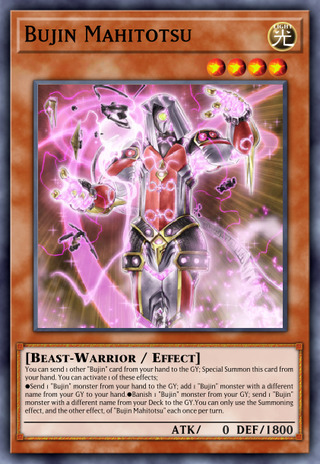 Bujin Mahitotsu
LIGHT
光
[Beast-Warrior / Effect]
You can send 1 other "Bujin" card from your hand to the GY; Special Summon this card from
your hand. You can activate 1 of these effects;
●Send 1 "Bujin" monster from your hand to the GY; add 1 "Bujin" monster with a different
name from your GY to your hand.●Banish 1 "Bujin" monster from your GY; send 1 "Bujin"
monster with a different name from your Deck to the GY.You can only use the Summoning
effect, and the other effect, of "Bujin Mahitotsu" each once per turn.
ATK/ 0 DEF/1800